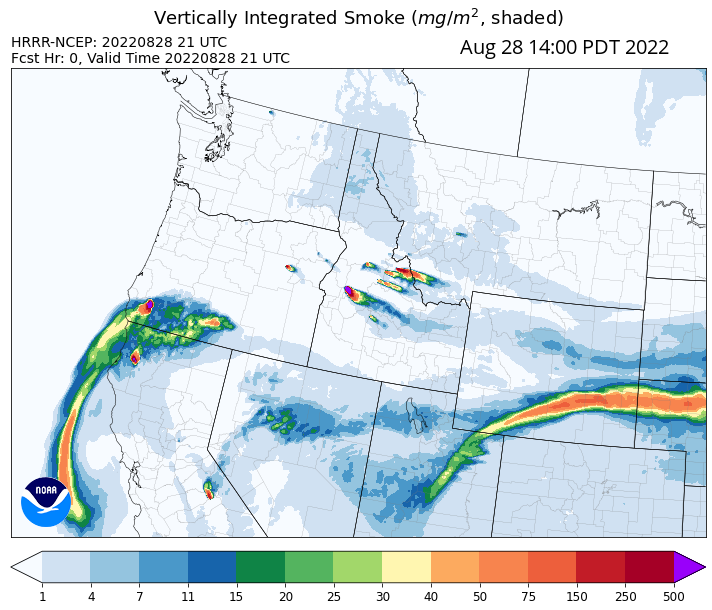 Vertically Integrated Smoke (mg/m², shaded)
HRRR-NCEP: 20220828 21 UTC
Fcst Hr: 0, Valid Time 20220828 21 UTC
Aug 28 14:00 PDT 2022
NOAA
1 4 7 11 15 20 25 30 40 50 75 150 250 500